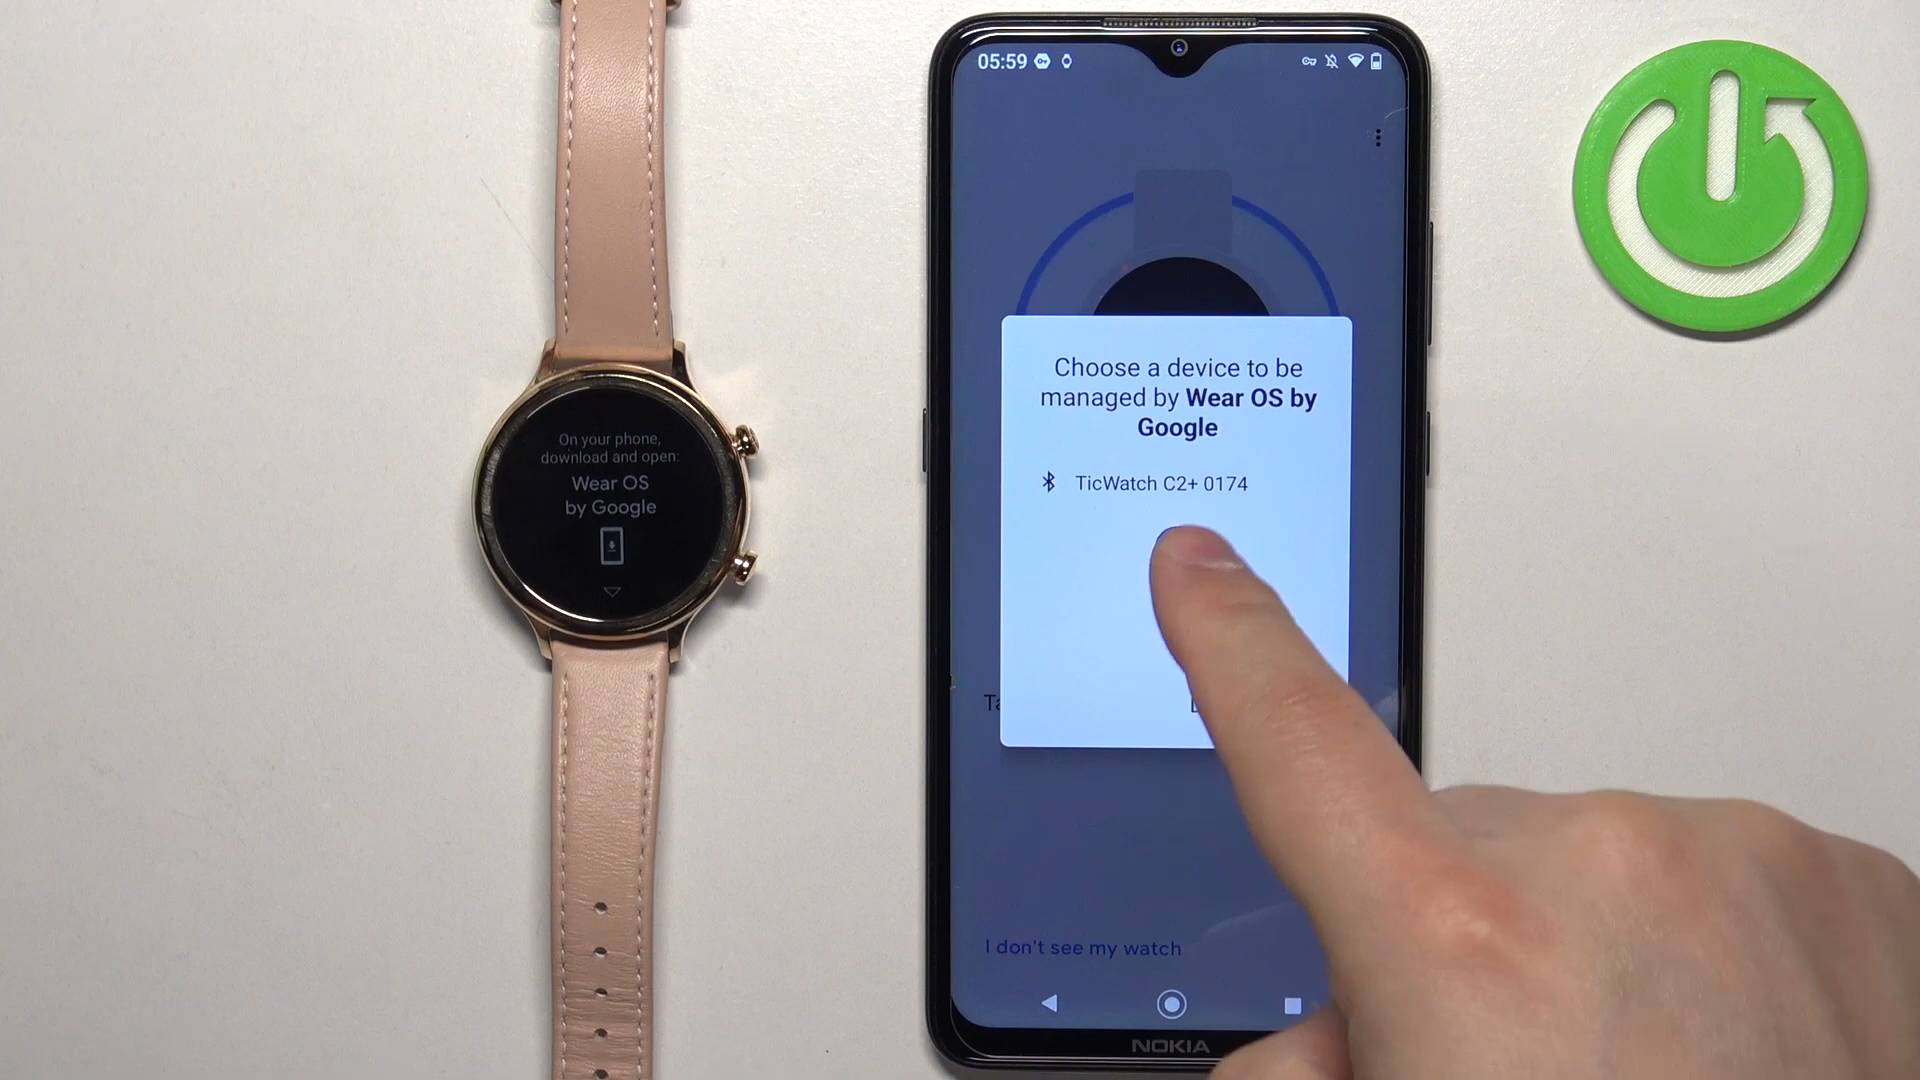 On your phone,
download and open:
Wear OS
by Google
05:59
Choose a device to be
managed by Wear OS by
Google
TicWatch C2+ 0174
I don't see my watch
NOKIA